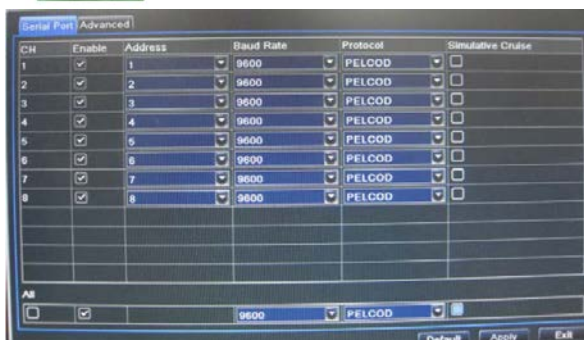 Serial Port Advanced
CH Enable Address Baud Rate Protocol Simulative Cruise
1 1 9600 PELCOD
2 2 9600 PELCOD
3 3 9600 PELCOD
4 4 9600 PELCOD
5 5 9600 PELCOD
6 6 9600 PELCOD
7 7 9600 PELCOD
8 8 9600 PELCOD
All
9600 PELCOD
Default Apply Exit